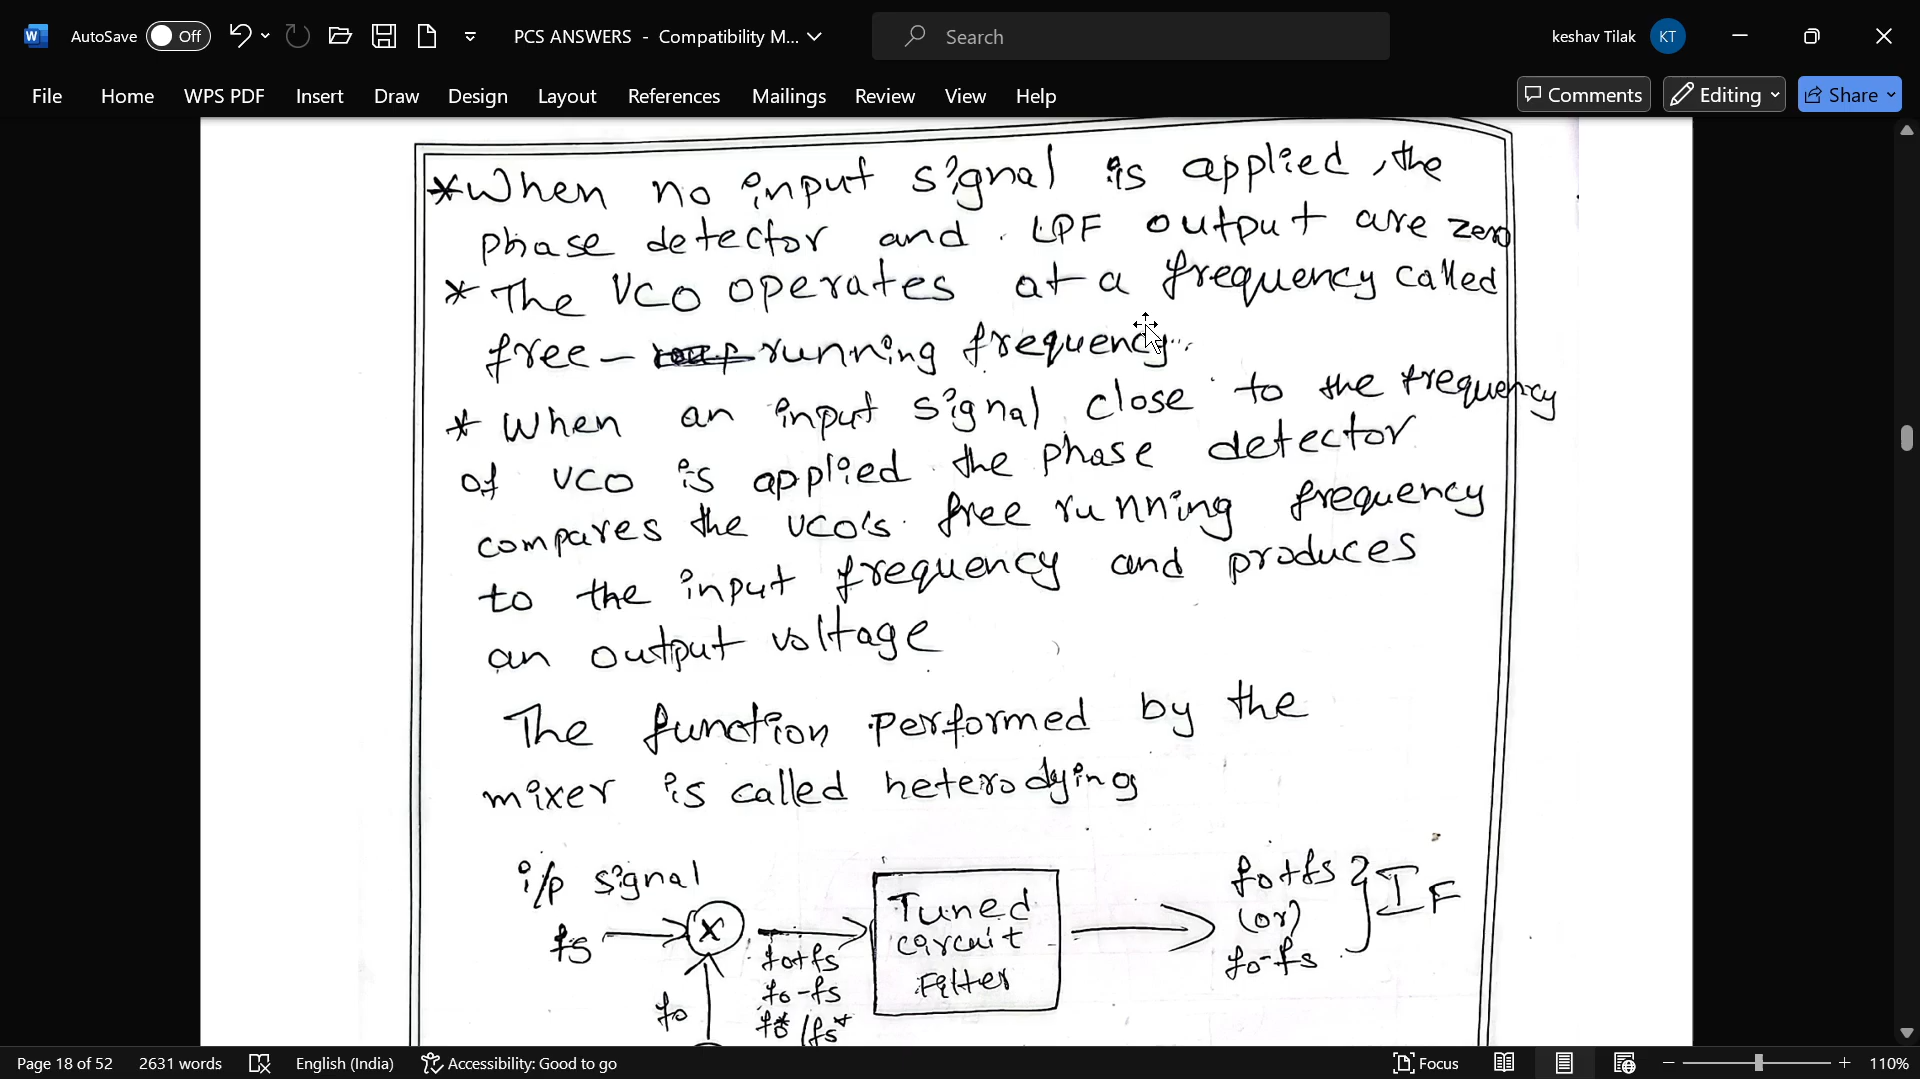 AutoSave Off PCS ANSWERS - Compatibility M... Search keshav Tilak KT
File Home WPS PDF Insert Draw Design Layout References Mailings Review View Help Comments Editing Share
*When no input signal is applied, the
phase detector and LPF output are zero
* The VCO operates at a frequency called
free - running frequency
* When an input signal close to the frequency
of VCO is applied the phase detector
compares the VCO's free running frequency
to the input frequency and produces
an output voltage
The function performed by the
mixer is called heterodying
i/p signal
fs X fo+fs
fo-fs
fo* /fs*
fo
Tuned
circuit
Filter
fo+fs
(or)
fo-fs
} IF
Page 18 of 52 2631 words English (India) Accessibility: Good to go Focus 110%